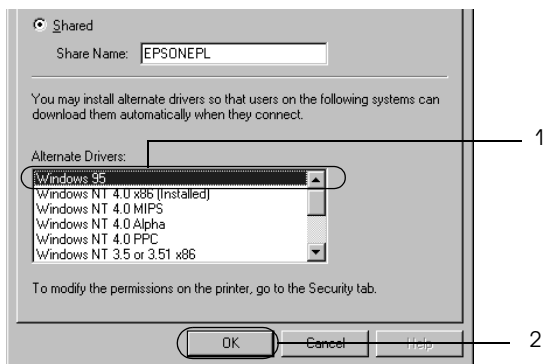 Shared
Share Name: EPSONEPL
You may install alternate drivers so that users on the following systems can
download them automatically when they connect.
Alternate Drivers:
1
Windows 95
Windows NT 4.0 x86 (Installed)
Windows NT 4.0 MIPS
Windows NT 4.0 Alpha
Windows NT 4.0 PPC
Windows NT 3.5 or 3.51 x86
To modify the permissions on the printer, go to the Security tab.
OK Cancel Help 2